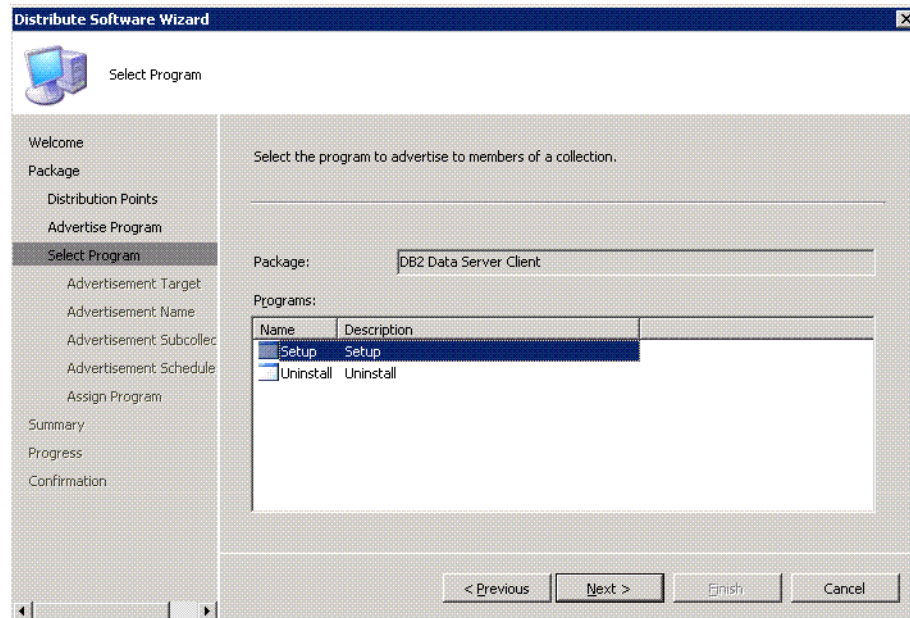 Distribute Software Wizard
Select Program
Welcome
Package
Distribution Points
Advertise Program
Select Program
Advertisement Target
Advertisement Name
Advertisement Subcollec
Advertisement Schedule
Assign Program
Summary
Progress
Confirmation
Select the program to advertise to members of a collection.
Package: DB2 Data Server Client
Programs:
Name Description
Setup Setup
Uninstall Uninstall
< Previous Next > Finish Cancel